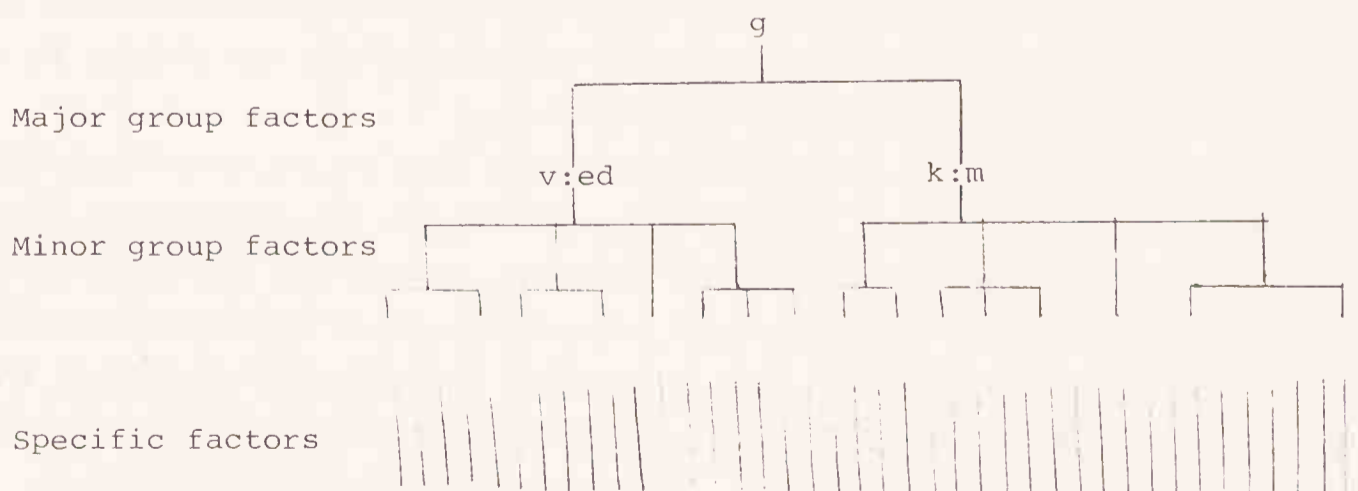 g
Major group factors
v:ed k:m
Minor group factors
Specific factors